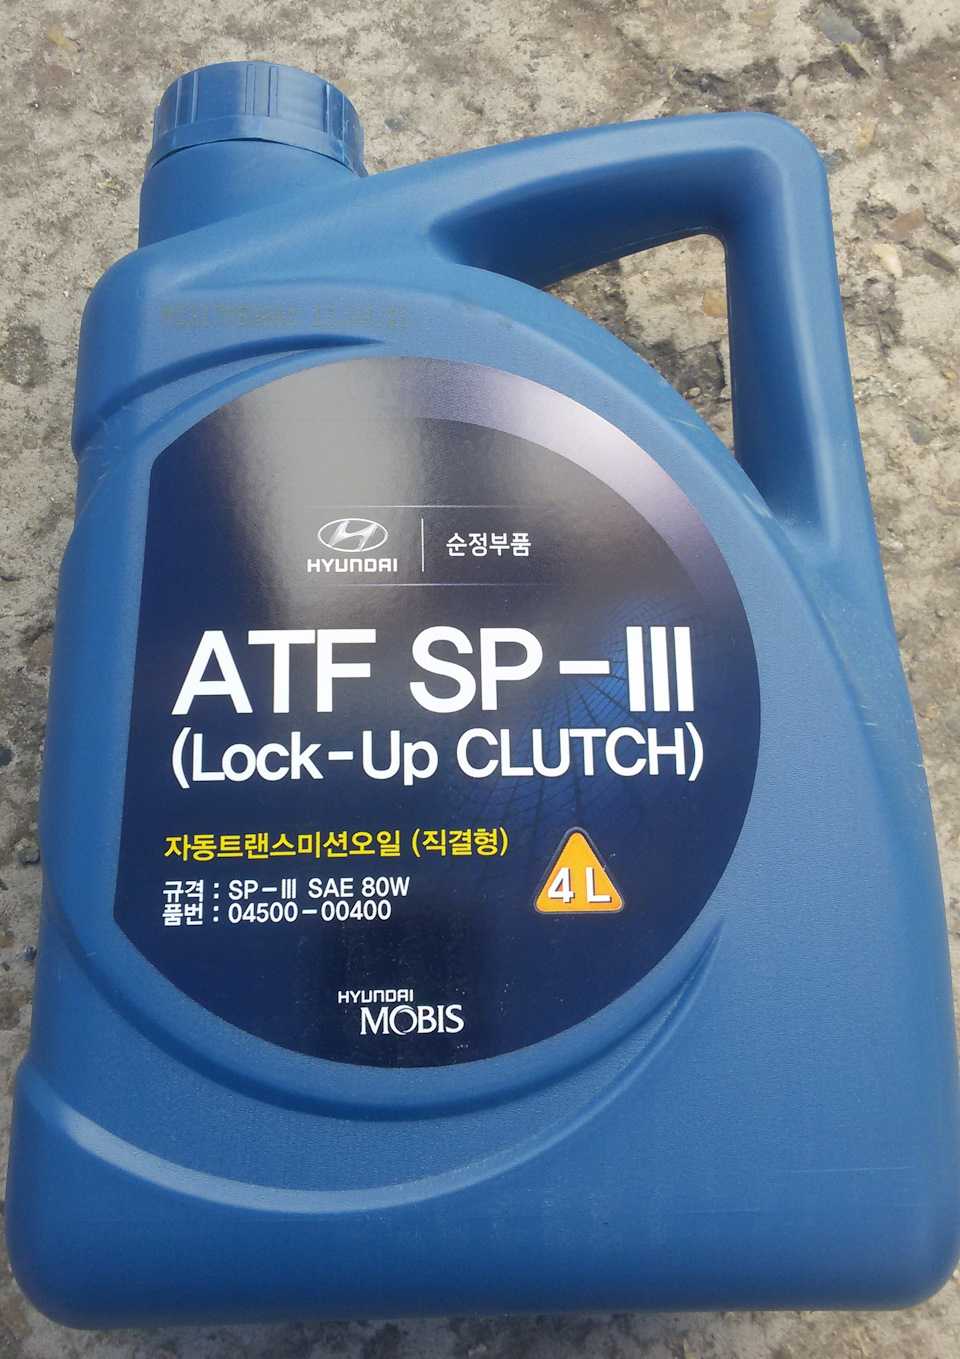 HYUNDAI
순정부품
ATF SP-III
(Lock-Up CLUTCH)
자동트랜스미션오일 (직결형)
4 L
규격 : SP-III SAE 80W
품번 : 04500-00400
HYUNDAI
MOBIS